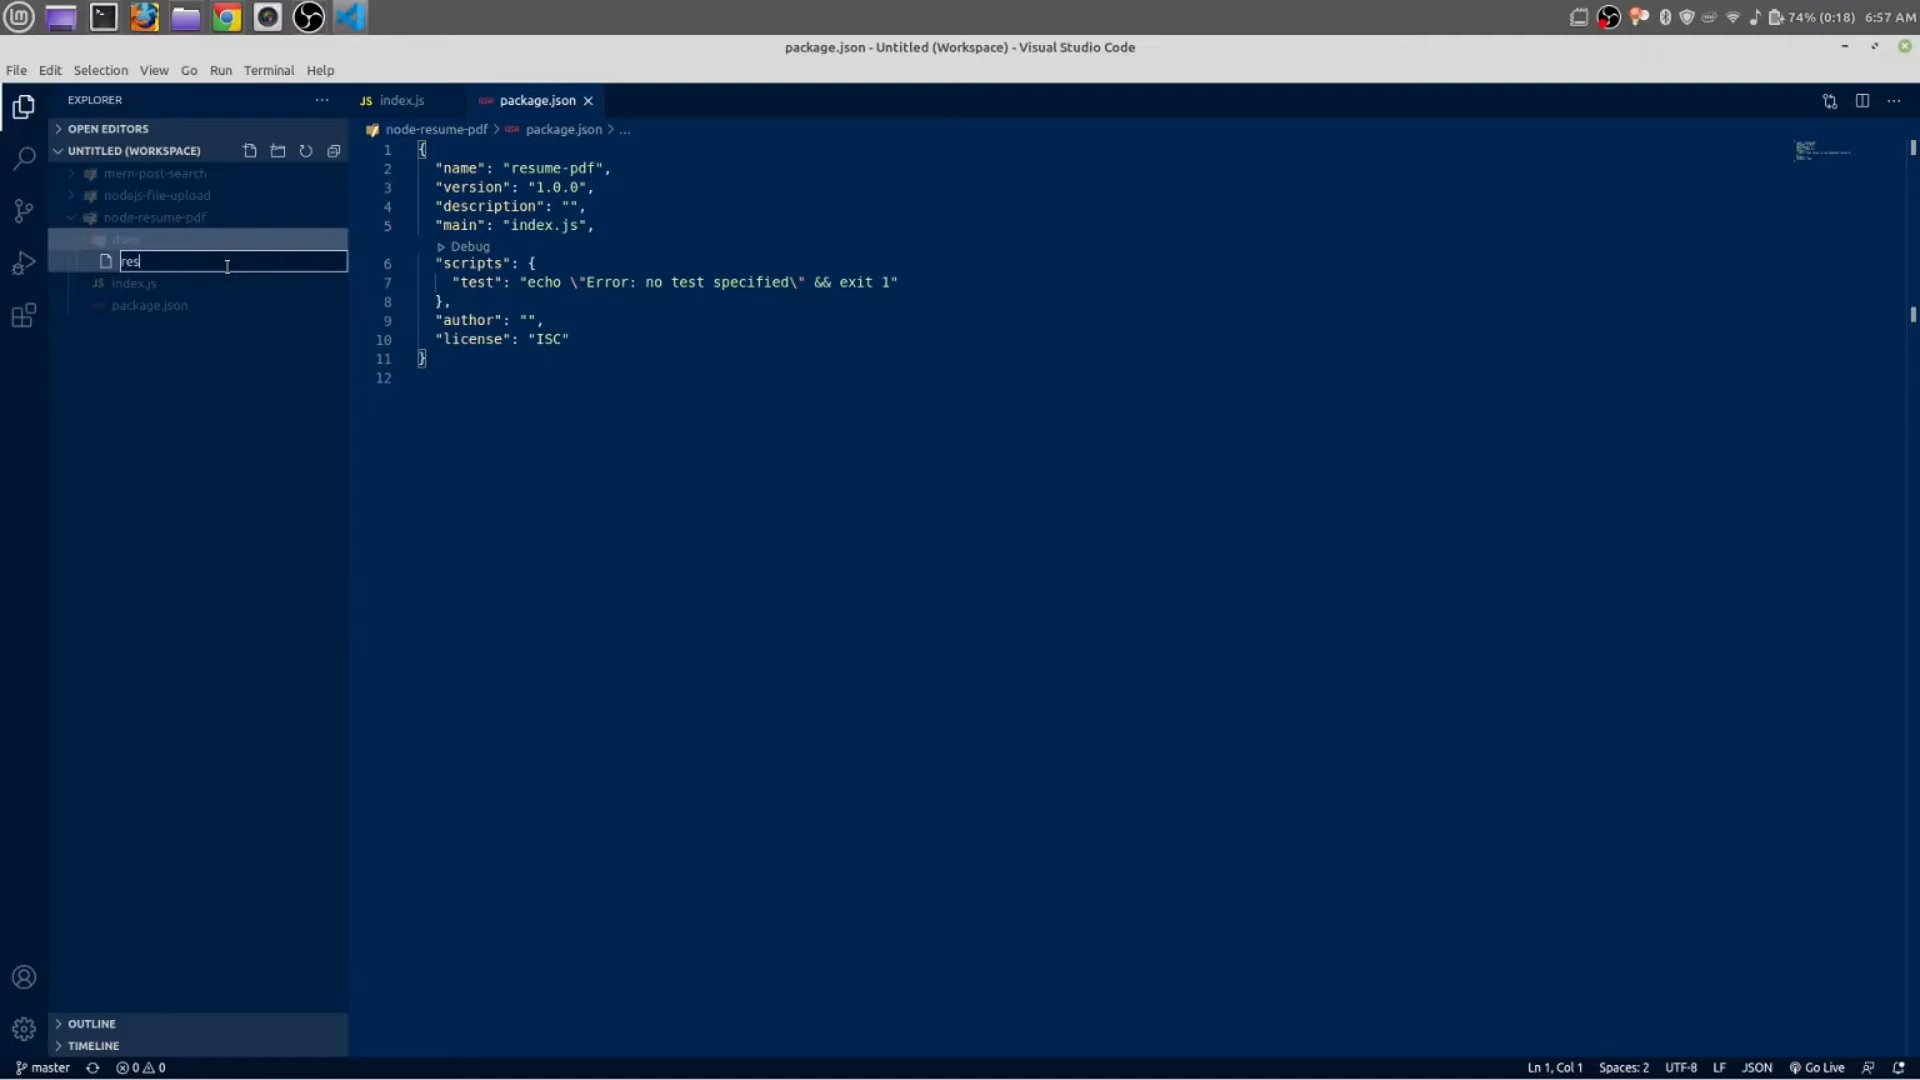 74% (0:18) 6:57 AM
package.json - Untitled (Workspace) - Visual Studio Code
File Edit Selection View Go Run Terminal Help
EXPLORER
JS index.js package.json
OPEN EDITORS
node-resume-pdf > package.json > ...
UNTITLED (WORKSPACE)
mern-post-search
nodejs-file-upload
node-resume-pdf
res
JS index.js
package.json
1 {
2 "name": "resume-pdf",
3 "version": "1.0.0",
4 "description": "",
5 "main": "index.js",
Debug
6 "scripts": {
7 "test": "echo \"Error: no test specified\" && exit 1"
8 },
9 "author": "",
10 "license": "ISC"
11 }
12
OUTLINE
TIMELINE
master 0 0 Ln 1, Col 1 Spaces: 2 UTF-8 LF JSON Go Live